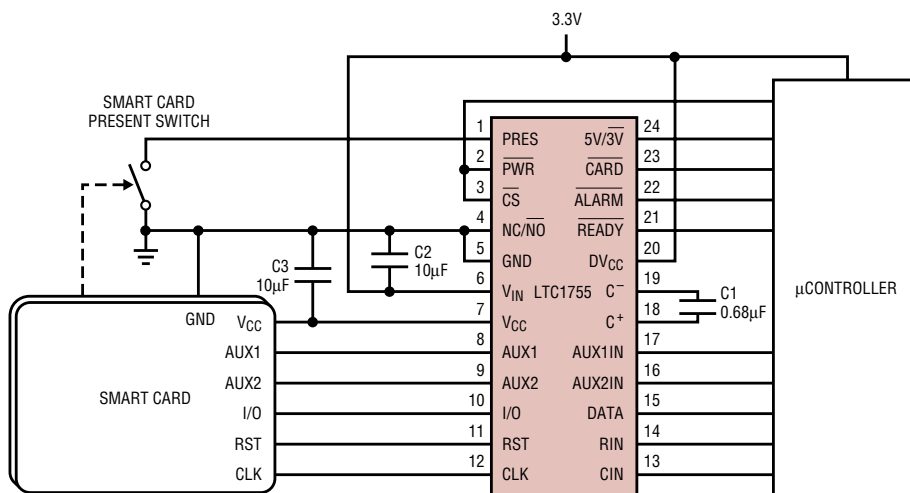 3.3V
SMART CARD
PRESENT SWITCH
1 PRES 5V/3V 24
2 PWR CARD 23
3 CS ALARM 22
4 NC/NO READY 21
5 GND DVCC 20
6 VIN LTC1755 C– 19
7 VCC C+ 18
8 AUX1 AUX1IN 17
9 AUX2 AUX2IN 16
10 I/O DATA 15
11 RST RIN 14
12 CLK CIN 13
C3
10µF
C2
10µF
C1
0.68µF
µCONTROLLER
GND
VCC
AUX1
AUX2
SMART CARD
I/O
RST
CLK